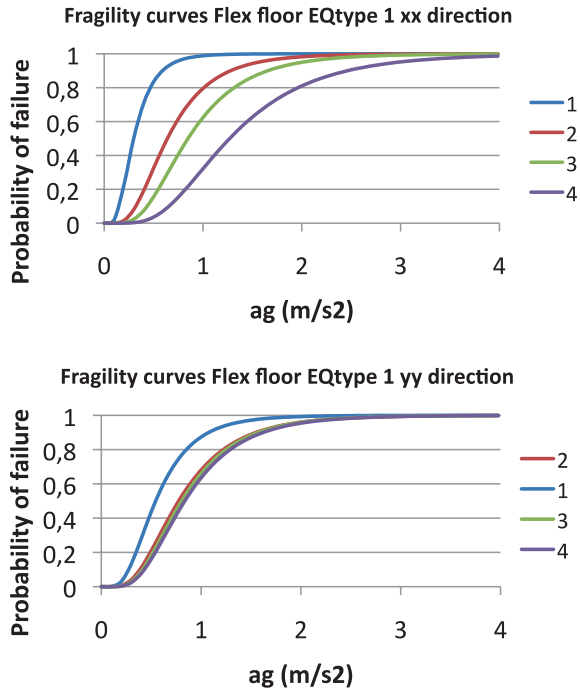 Fragility curves Flex floor EQtype 1 xx direction
Probability of failure
1
0,8
0,6
0,4
0,2
0
0 1 2 3 4
ag (m/s2)
1
2
3
4
Fragility curves Flex floor EQtype 1 yy direction
Probability of failure
1
0,8
0,6
0,4
0,2
0
0 1 2 3 4
ag (m/s2)
2
1
3
4